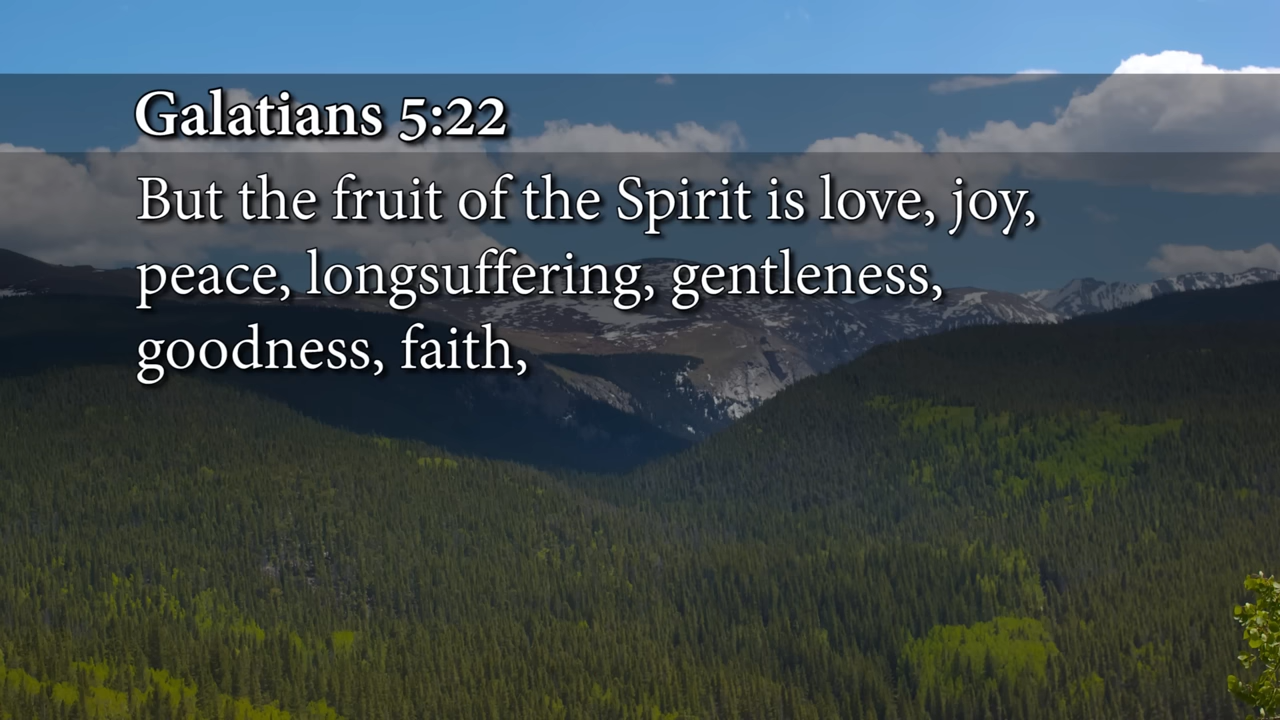 Galatians 5:22
But the fruit of the Spirit is love, joy,
peace, longsuffering, gentleness,
goodness, faith,